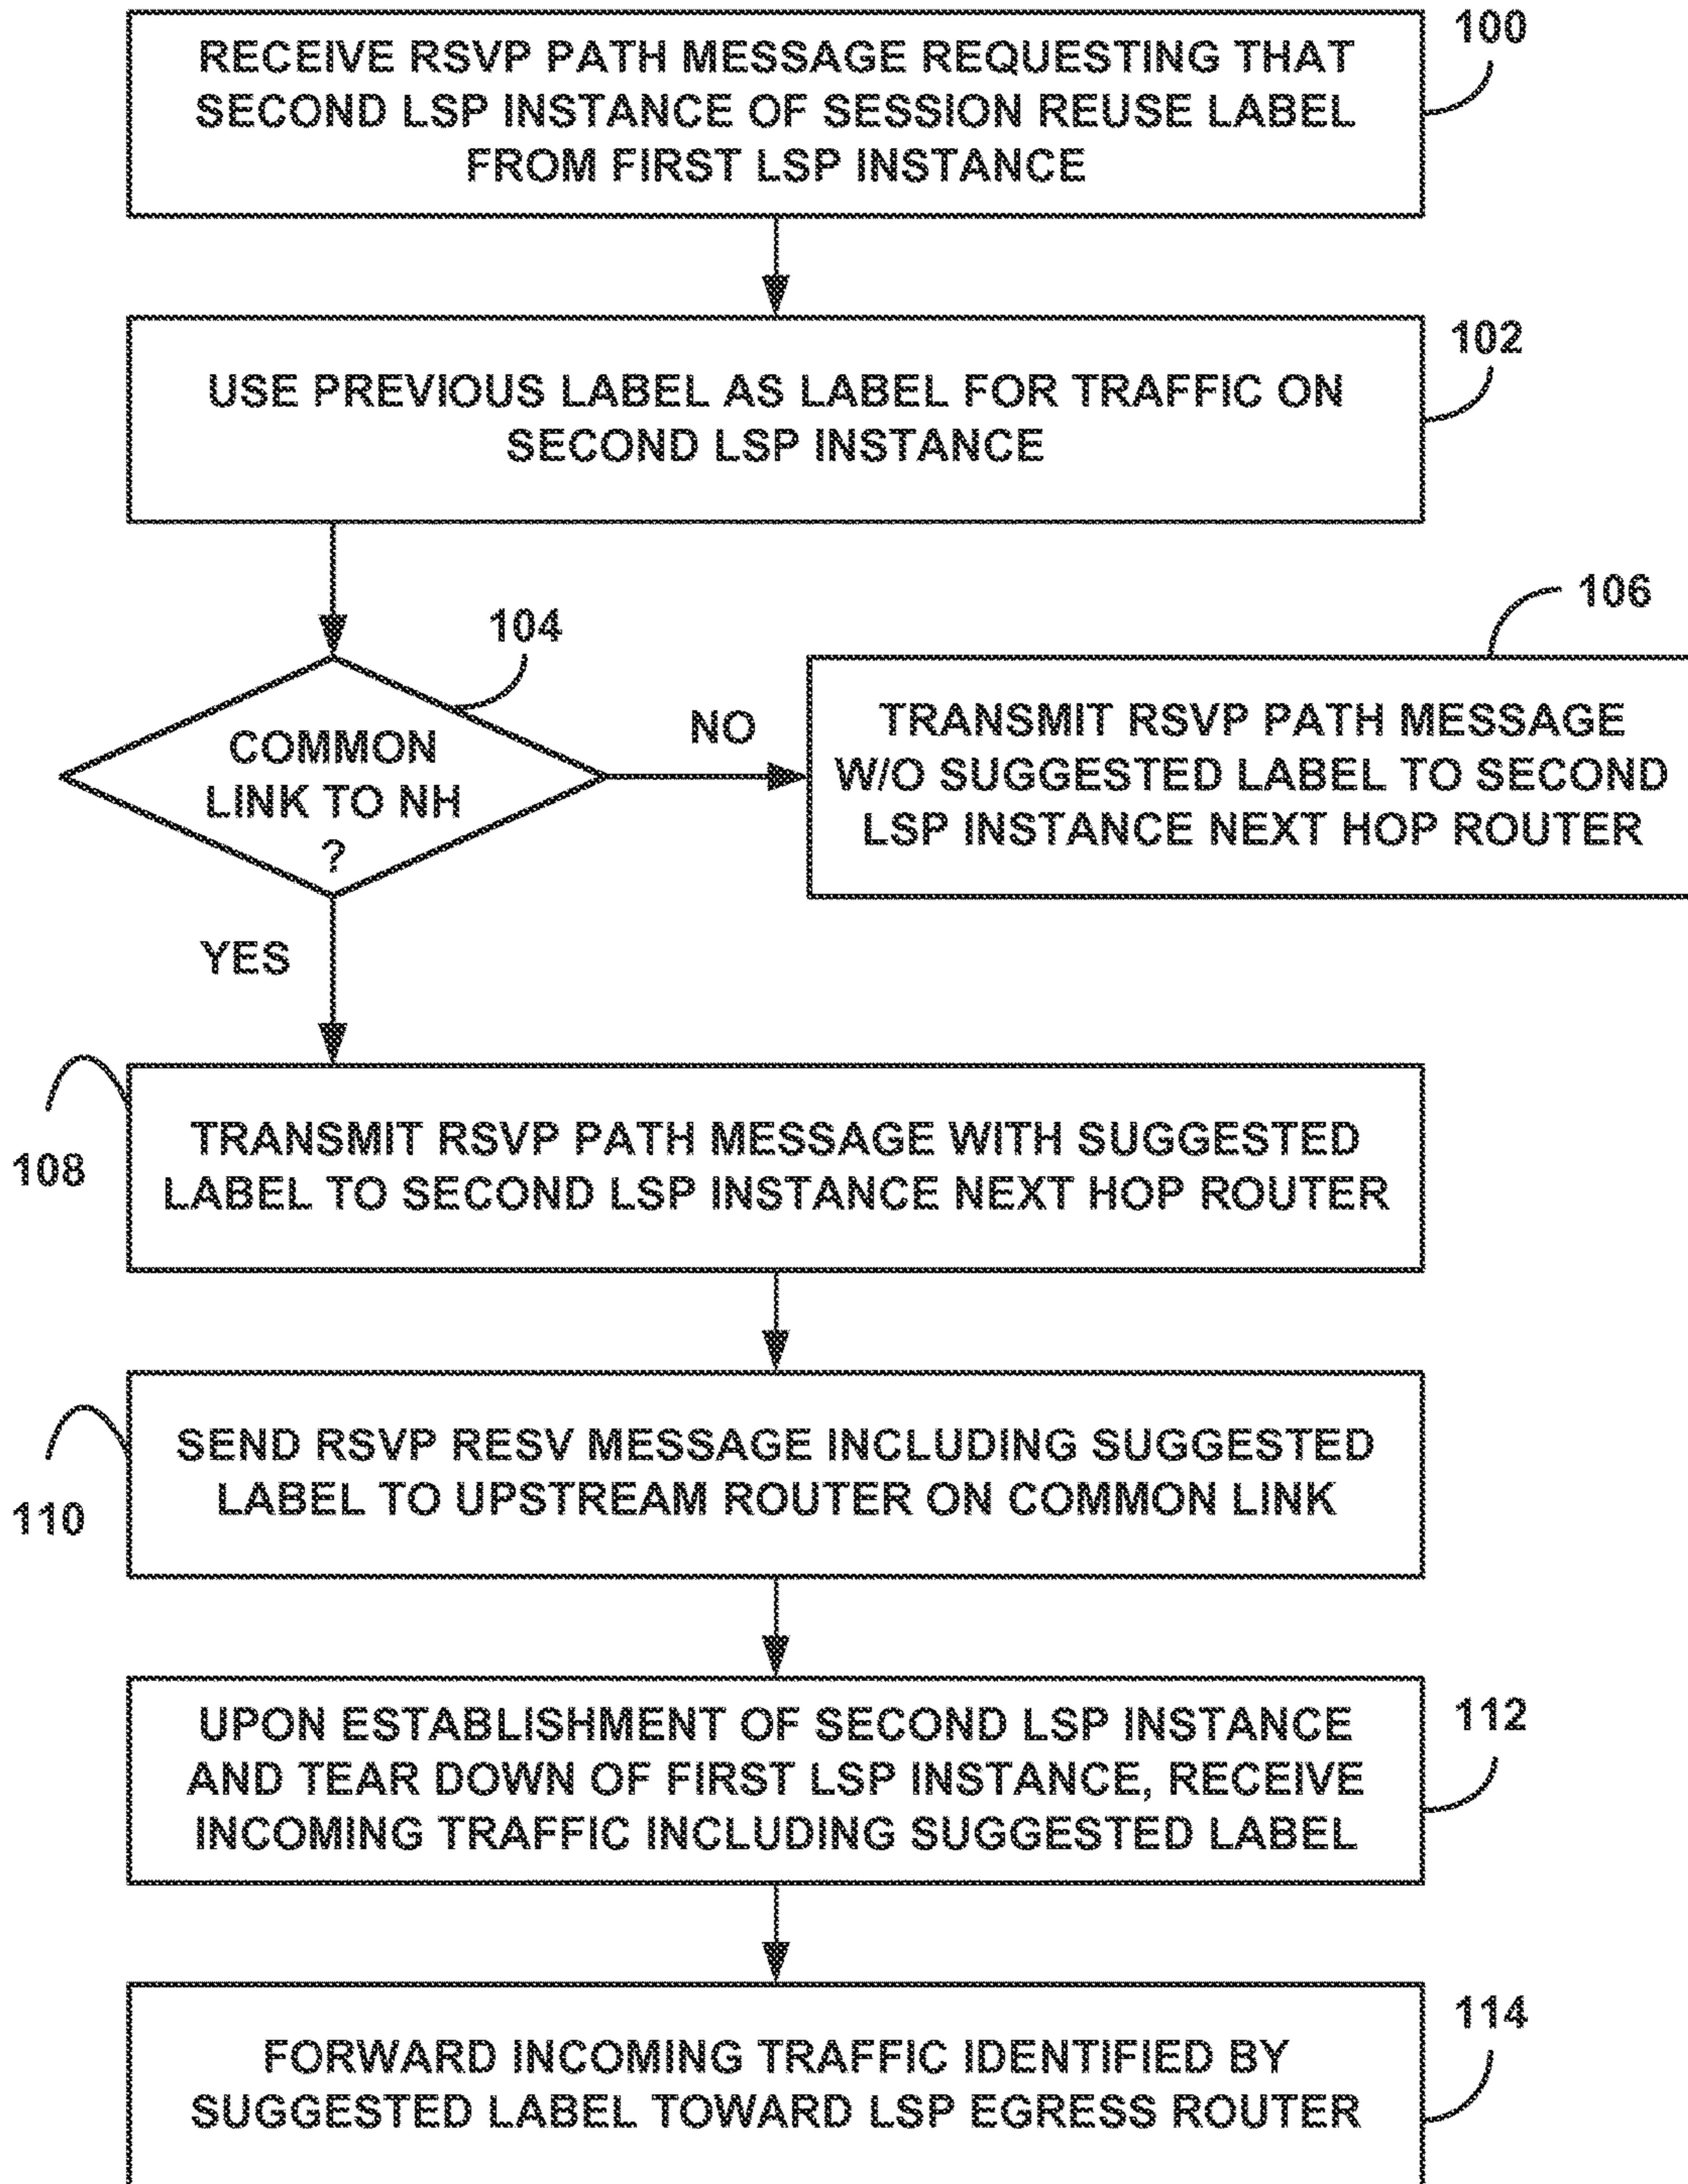 RECEIVE RSVP PATH MESSAGE REQUESTING THAT
SECOND LSP INSTANCE OF SESSION REUSE LABEL
FROM FIRST LSP INSTANCE
100
USE PREVIOUS LABEL AS LABEL FOR TRAFFIC ON
SECOND LSP INSTANCE
102
COMMON
LINK TO NH
?
104
NO
TRANSMIT RSVP PATH MESSAGE
W/O SUGGESTED LABEL TO SECOND
LSP INSTANCE NEXT HOP ROUTER
106
YES
TRANSMIT RSVP PATH MESSAGE WITH SUGGESTED
LABEL TO SECOND LSP INSTANCE NEXT HOP ROUTER
108
SEND RSVP RESV MESSAGE INCLUDING SUGGESTED
LABEL TO UPSTREAM ROUTER ON COMMON LINK
110
UPON ESTABLISHMENT OF SECOND LSP INSTANCE
AND TEAR DOWN OF FIRST LSP INSTANCE, RECEIVE
INCOMING TRAFFIC INCLUDING SUGGESTED LABEL
112
FORWARD INCOMING TRAFFIC IDENTIFIED BY
SUGGESTED LABEL TOWARD LSP EGRESS ROUTER
114